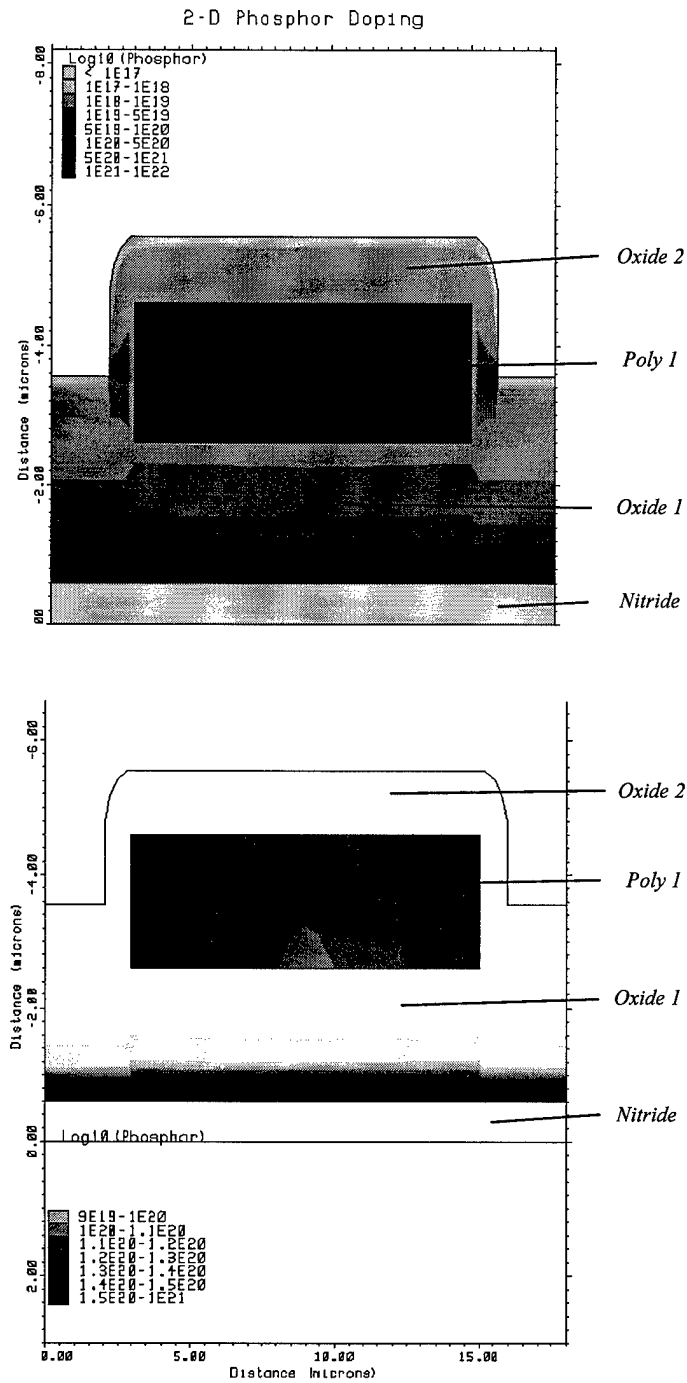 2-D Phosphor Doping
Log10 (Phosphor)
< 1E17
1E17-1E18
1E18-1E19
1E19-5E19
5E19-1E20
1E20-5E20
5E20-1E21
1E21-1E22
-8.00
-6.00
-4.00
-2.00
00
Distance (microns)
Oxide 2
Poly 1
Oxide 1
Nitride
-6.00
-4.00
-2.00
0.00
2.00
Distance (microns)
Oxide 2
Poly 1
Oxide 1
Nitride
Log10 (Phosphor)
9E19-1E20
1E20-1.1E20
1.1E20-1.2E20
1.2E20-1.3E20
1.3E20-1.4E20
1.4E20-1.5E20
1.5E20-1E21
0.00 5.00 10.00 15.00
Distance (microns)